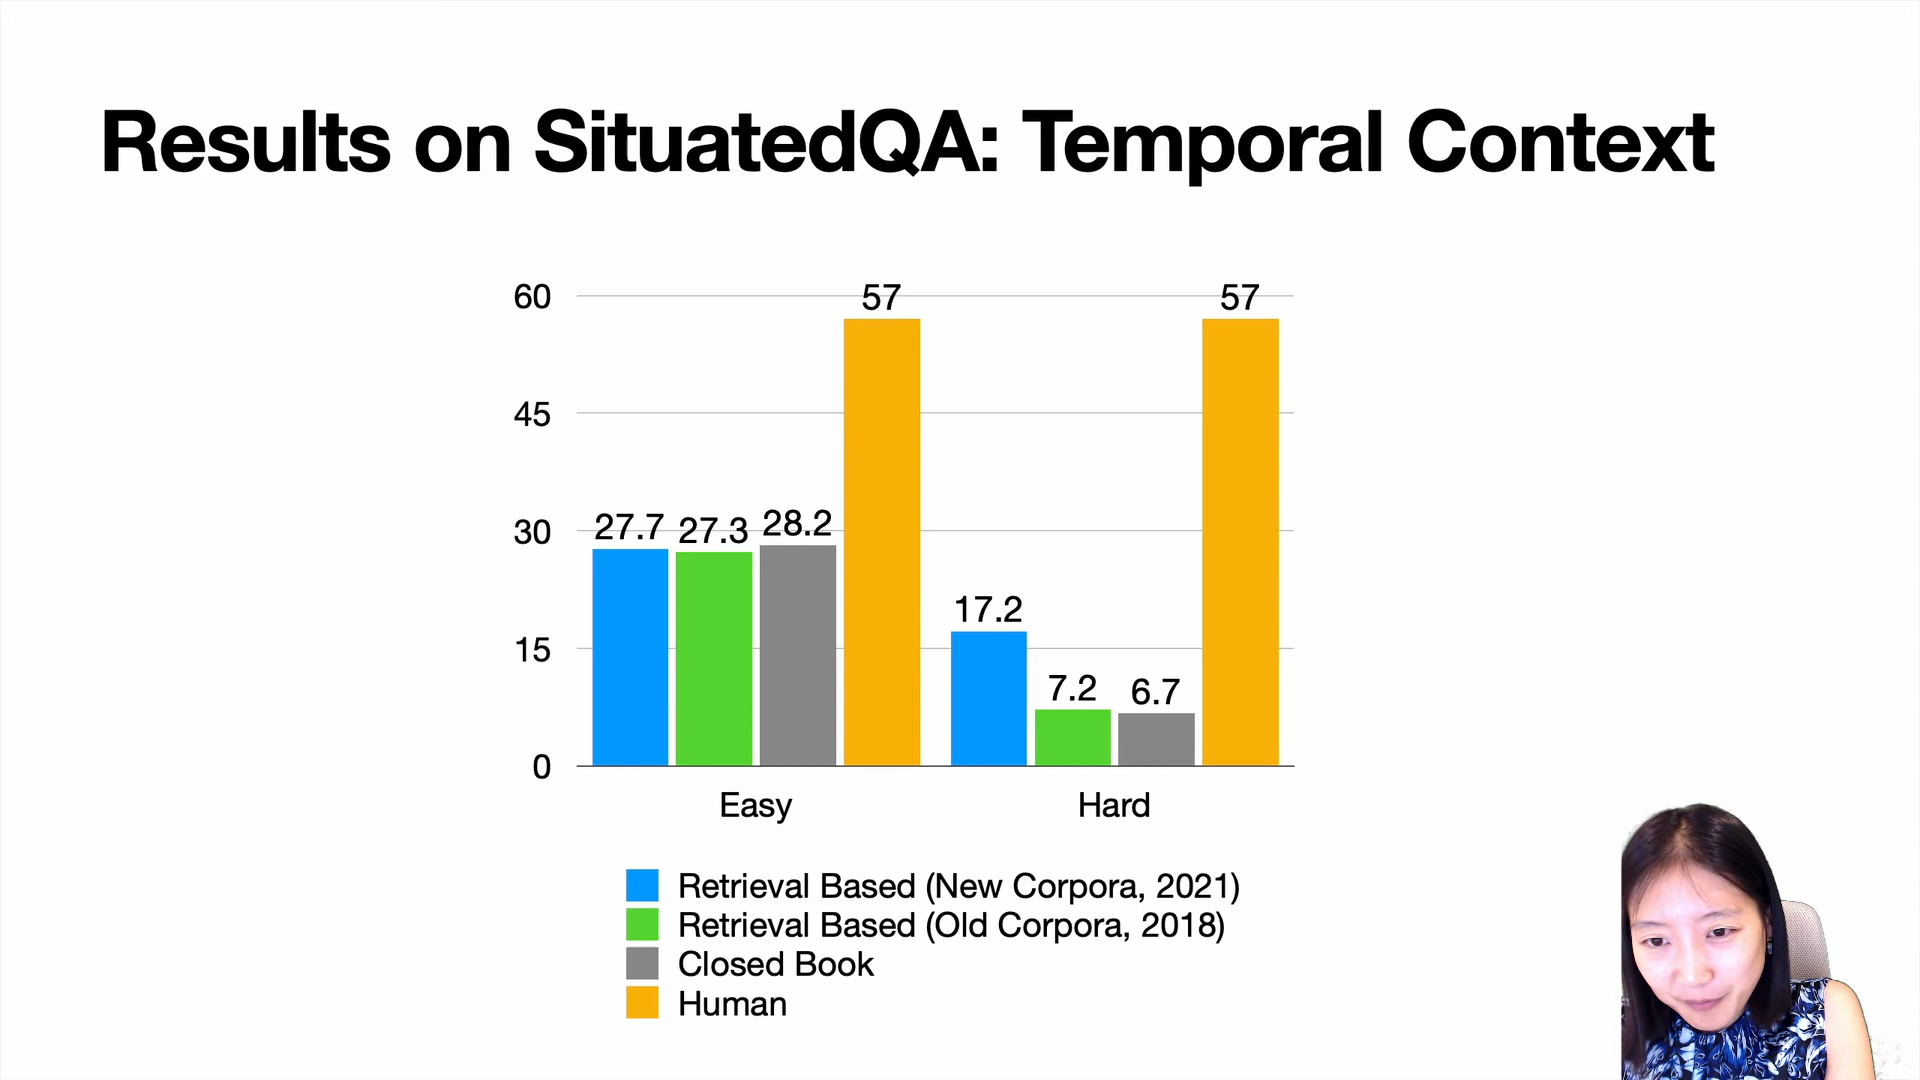 Results on SituatedQA: Temporal Context
60
45
30
15
0
27.7
27.3
28.2
57
17.2
7.2
6.7
57
Easy
Hard
Retrieval Based (New Corpora, 2021)
Retrieval Based (Old Corpora, 2018)
Closed Book
Human